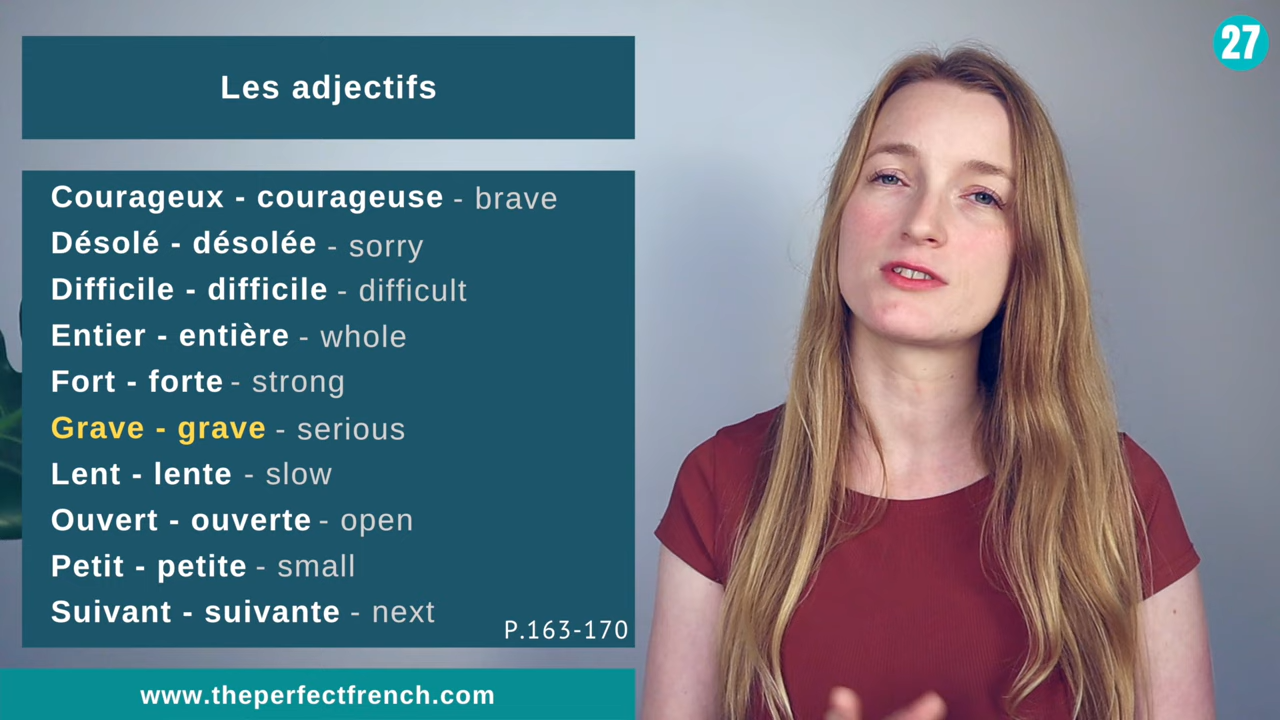 27
Les adjectifs
Courageux - courageuse - brave
Désolé - désolée - sorry
Difficile - difficile - difficult
Entier - entière - whole
Fort - forte - strong
Grave - grave - serious
Lent - lente - slow
Ouvert - ouverte - open
Petit - petite - small
Suivant - suivante - next
P.163-170
www.theperfectfrench.com